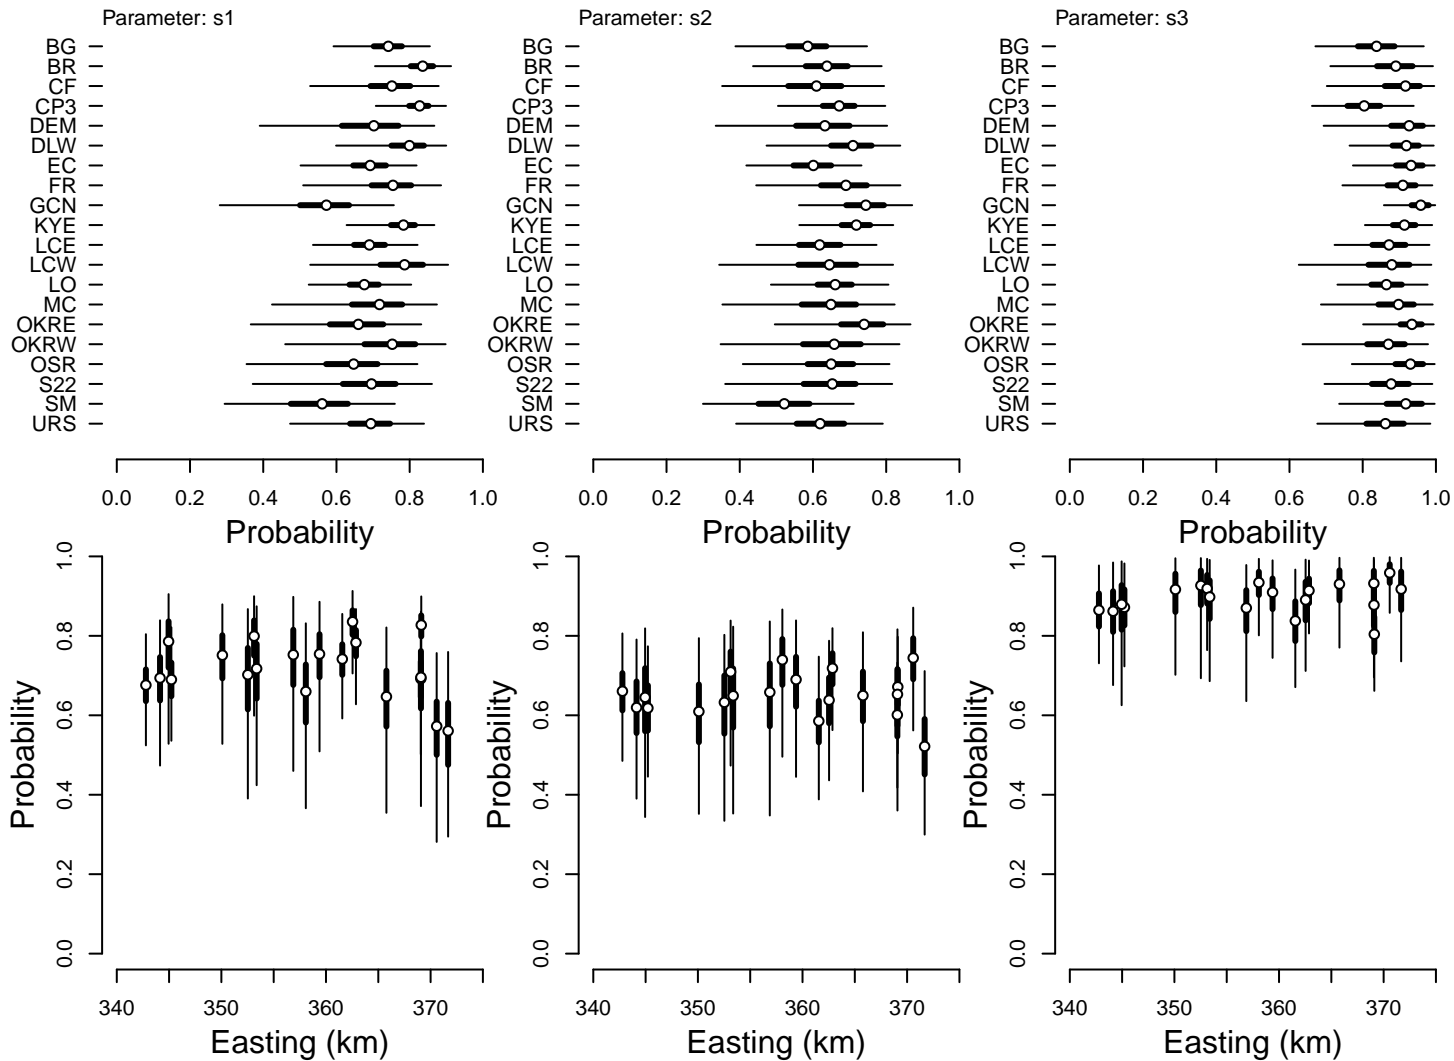 Parameter: s1
BG
BR
CF
CP3
DEM
DLW
EC
FR
GCN
KYE
LCE
LCW
LO
MC
OKRE
OKRW
OSR
S22
SM
URS
0.0 0.2 0.4 0.6 0.8 1.0
Probability
Parameter: s2
BG
BR
CF
CP3
DEM
DLW
EC
FR
GCN
KYE
LCE
LCW
LO
MC
OKRE
OKRW
OSR
S22
SM
URS
0.0 0.2 0.4 0.6 0.8 1.0
Probability
Parameter: s3
BG
BR
CF
CP3
DEM
DLW
EC
FR
GCN
KYE
LCE
LCW
LO
MC
OKRE
OKRW
OSR
S22
SM
URS
0.0 0.2 0.4 0.6 0.8 1.0
Probability
Probability
1.0
0.8
0.6
0.4
0.2
0.0
340 350 360 370
Easting (km)
Probability
1.0
0.8
0.6
0.4
0.2
0.0
340 350 360 370
Easting (km)
Probability
1.0
0.8
0.6
0.4
0.2
0.0
340 350 360 370
Easting (km)